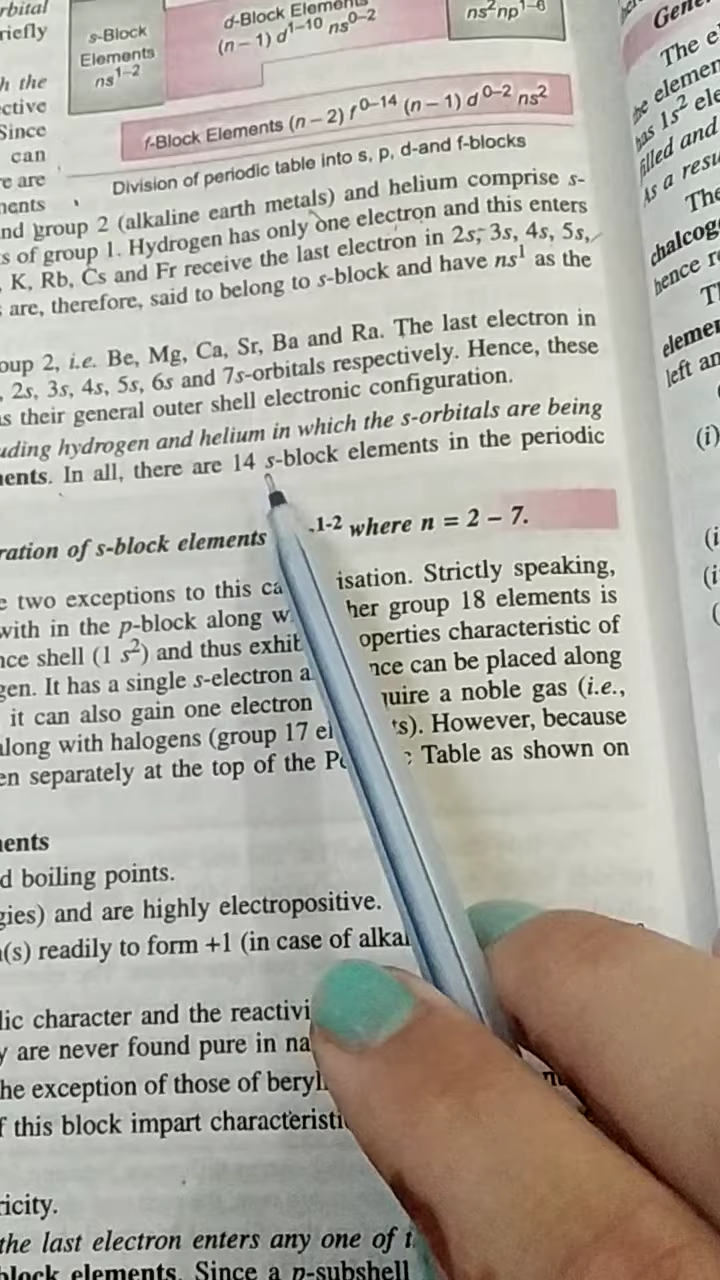 rbital
riefly
s-Block
Elements
ns1–2
d-Block Elements
(n – 1) d1–10 ns0–2
ns2np1–6
h the
ective
Since
can
re are
nents
f-Block Elements (n – 2) f0–14 (n – 1) d0–2 ns2
Division of periodic table into s, p, d-and f-blocks
nd group 2 (alkaline earth metals) and helium comprise s-
s of group 1. Hydrogen has only one electron and this enters
, K, Rb, Cs and Fr receive the last electron in 2s, 3s, 4s, 5s,
are, therefore, said to belong to s-block and have ns1 as the
oup 2, i.e. Be, Mg, Ca, Sr, Ba and Ra. The last electron in
, 2s, 3s, 4s, 5s, 6s and 7s-orbitals respectively. Hence, these
s their general outer shell electronic configuration.
uding hydrogen and helium in which the s-orbitals are being
ents. In all, there are 14 s-block elements in the periodic
ration of s-block elements 1-2 where n = 2 – 7.
e two exceptions to this ca isation. Strictly speaking,
with in the p-block along w her group 18 elements is
nce shell (1 s2) and thus exhib operties characteristic of
gen. It has a single s-electron a nce can be placed along
it can also gain one electron quire a noble gas (i.e.,
along with halogens (group 17 el ts). However, because
en separately at the top of the Pe c Table as shown on
ents
d boiling points.
gies) and are highly electropositive.
n(s) readily to form +1 (in case of alkal
lic character and the reactivi
y are never found pure in na
he exception of those of beryl
f this block impart characteristi
ricity.
the last electron enters any one of t
block elements. Since a p-subshell
Gene
The e
he elemen
has 1s2 ele
filled and
As a resu
The
chalcog
hence r
T
elemen
left an
(i)
(i
(i
(